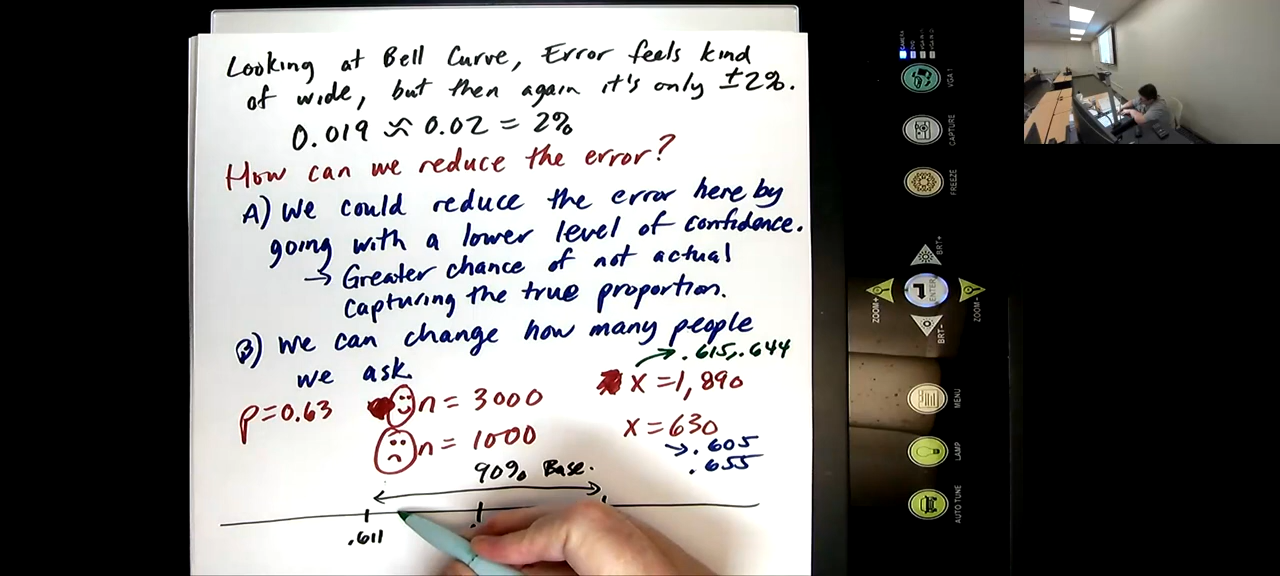 Looking at Bell Curve, Error feels kind
of wide, but then again it's only ±2%.
0.019 ≈ 0.02 = 2%
How can we reduce the error?
A) We could reduce the error here by
going with a lower level of confidence.
→ Greater chance of not actual
capturing the true proportion.
B) We can change how many people
we ask.
→ .615, .644
p=0.63 n = 3000 x = 1,890
n = 1000 x = 630
→ .605
.655
90% Base.
.611
CAMERA
VGA 1
CAPTURE
FREEZE
BRT+
ZOOM+
ENTER
ZOOM-
BRT-
MENU
LAMP
AUTO TUNE